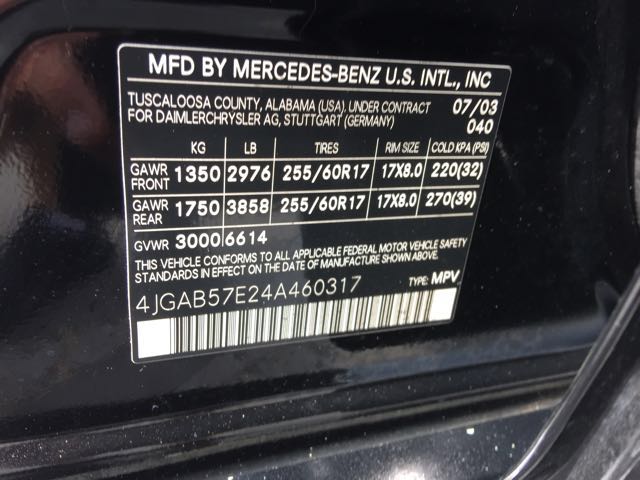 MFD BY MERCEDES-BENZ U.S. INTL., INC
TUSCALOOSA COUNTY, ALABAMA (USA). UNDER CONTRACT 07/03
FOR DAIMLERCHRYSLER AG, STUTTGART (GERMANY) 040
KG LB TIRES RIM SIZE COLD KPA (PSI)
GAWR FRONT 1350 2976 255/60R17 17X8.0 220(32)
GAWR REAR 1750 3858 255/60R17 17X8.0 270(39)
GVWR 3000 6614
THIS VEHICLE CONFORMS TO ALL APPLICABLE FEDERAL MOTOR VEHICLE SAFETY
STANDARDS IN EFFECT ON THE DATE OF MANUFACTURE SHOWN ABOVE.
4JGAB57E24A460317 TYPE: MPV